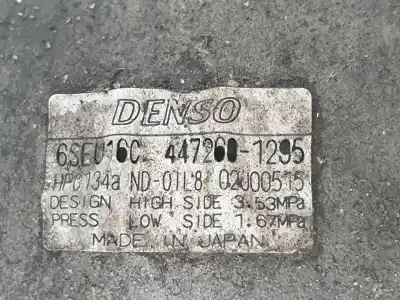 DENSO
6SEU16C 447260-1295
HFC134a ND-OIL8 02000515
DESIGN HIGH SIDE 3.53MPa
PRESS LOW SIDE 1.67MPa
MADE IN JAPAN